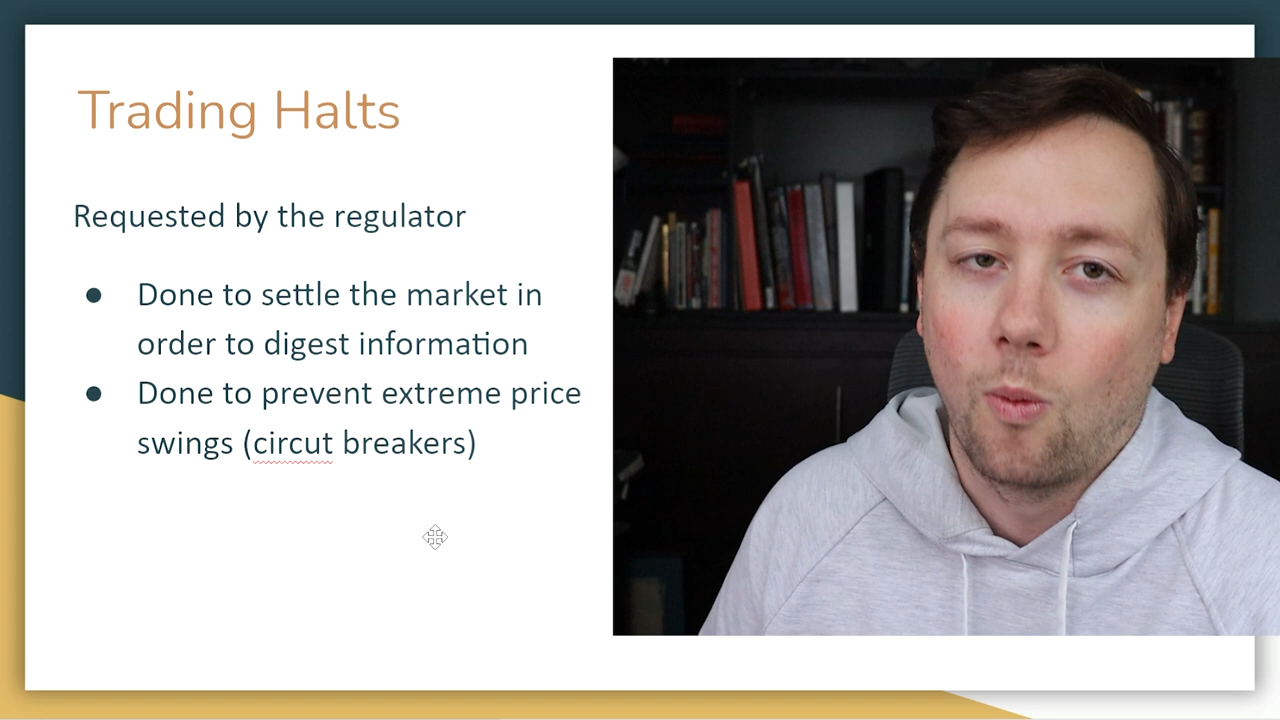 Trading Halts
Requested by the regulator
● Done to settle the market in
order to digest information
● Done to prevent extreme price
swings (circut breakers)